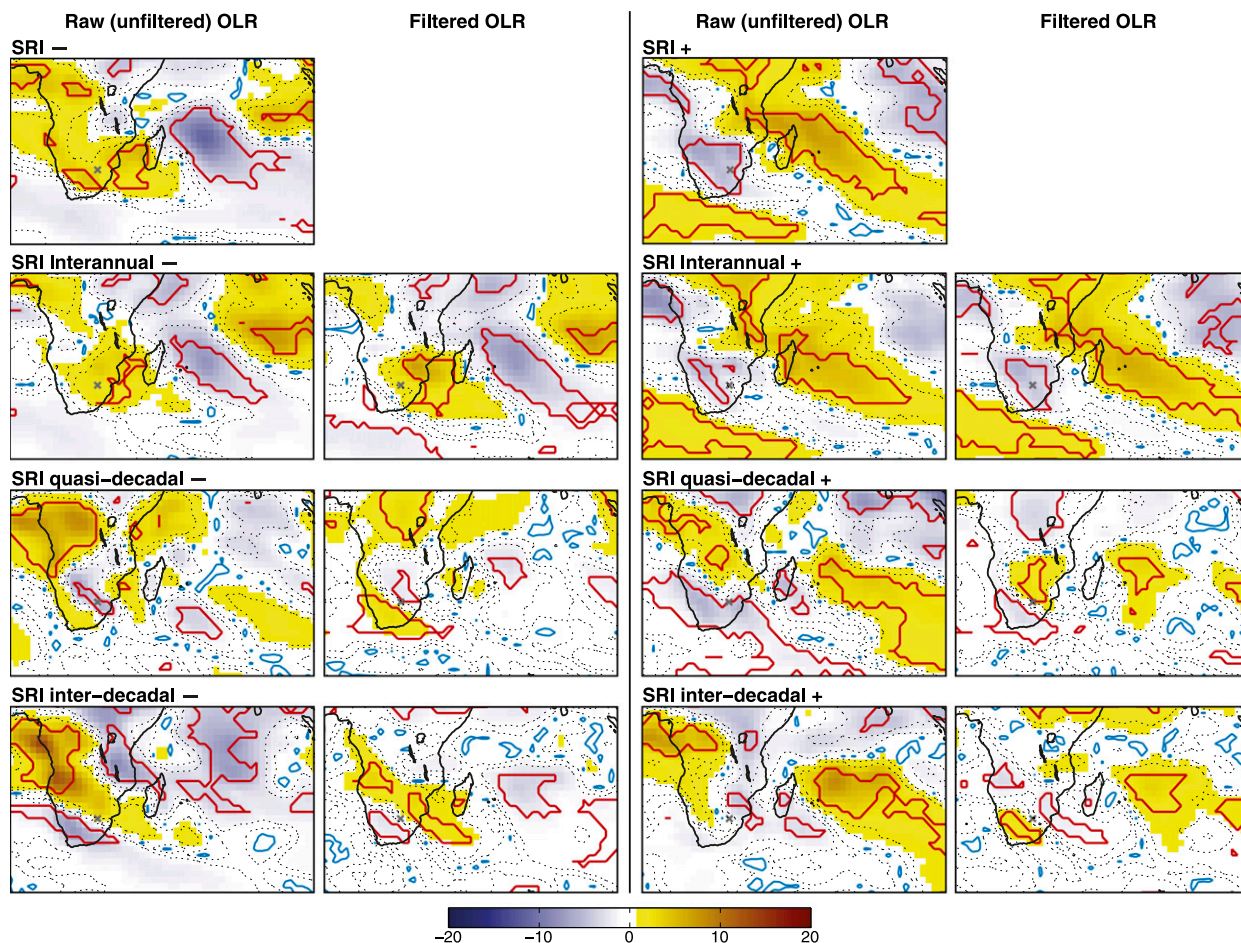 Raw (unfiltered) OLR Filtered OLR Raw (unfiltered) OLR Filtered OLR
SRI — SRI +
SRI Interannual — SRI Interannual +
SRI quasi-decadal — SRI quasi-decadal +
SRI inter-decadal — SRI inter-decadal +
−20 −10 0 10 20